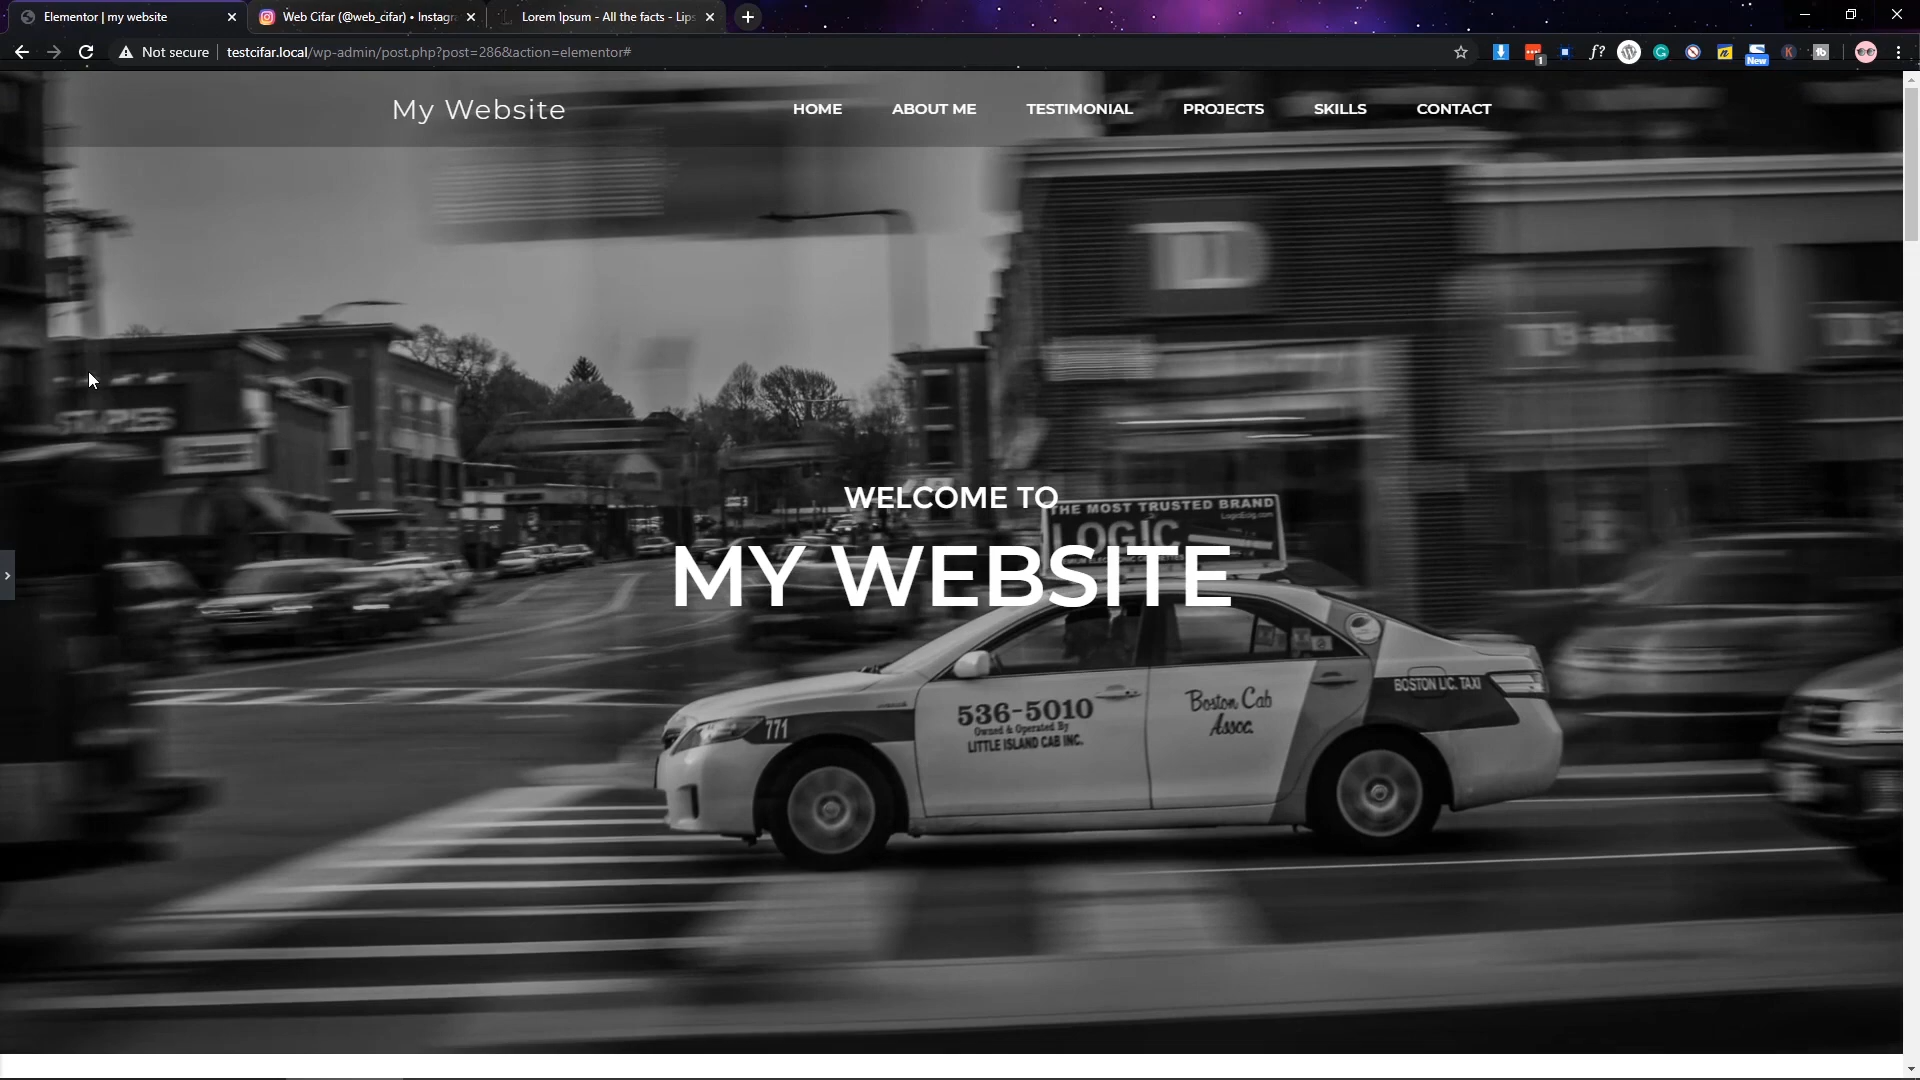 Elementor | my website
Web Cifar (@web_cifar) • Instagr
Lorem Ipsum - All the facts - Lips
Not secure
testcifar.local/wp-admin/post.php?post=286&action=elementor#
1
f?
New
My Website
HOME
ABOUT ME
TESTIMONIAL
PROJECTS
SKILLS
CONTACT
STAPLES
WELCOME TO
THE MOST TRUSTED BRAND
LOGIC
MY WEBSITE
BOSTON LIC. TAXI
771
536-5010
Owned & Operated By
LITTLE ISLAND CAB INC.
Boston Cab
Assoc.